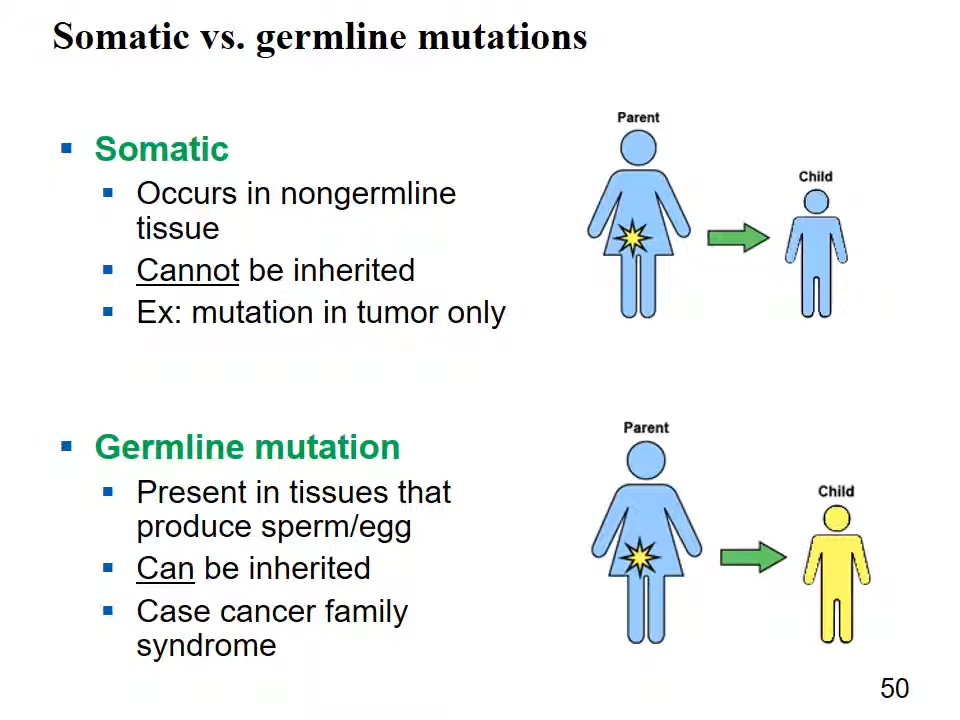 Somatic vs. germline mutations
Somatic
Occurs in nongermline
tissue
Cannot be inherited
Ex: mutation in tumor only
Parent
Child
Germline mutation
Present in tissues that
produce sperm/egg
Can be inherited
Case cancer family
syndrome
Parent
Child
50